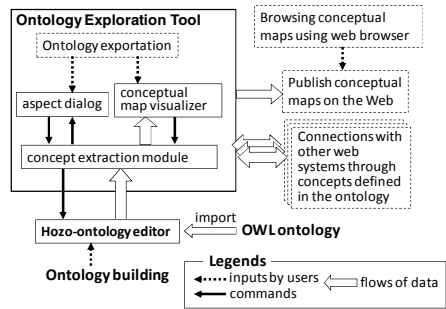 Ontology Exploration Tool
Ontology exportation
aspect dialog
conceptual
map visualizer
concept extraction module
Browsing conceptual
maps using web browser
Publish conceptual
maps on the Web
Connections with
other web
systems through
concepts defined
in the ontology
Hozo-ontology editor
import
OWL ontology
Ontology building
Legends
inputs by users
commands
flows of data